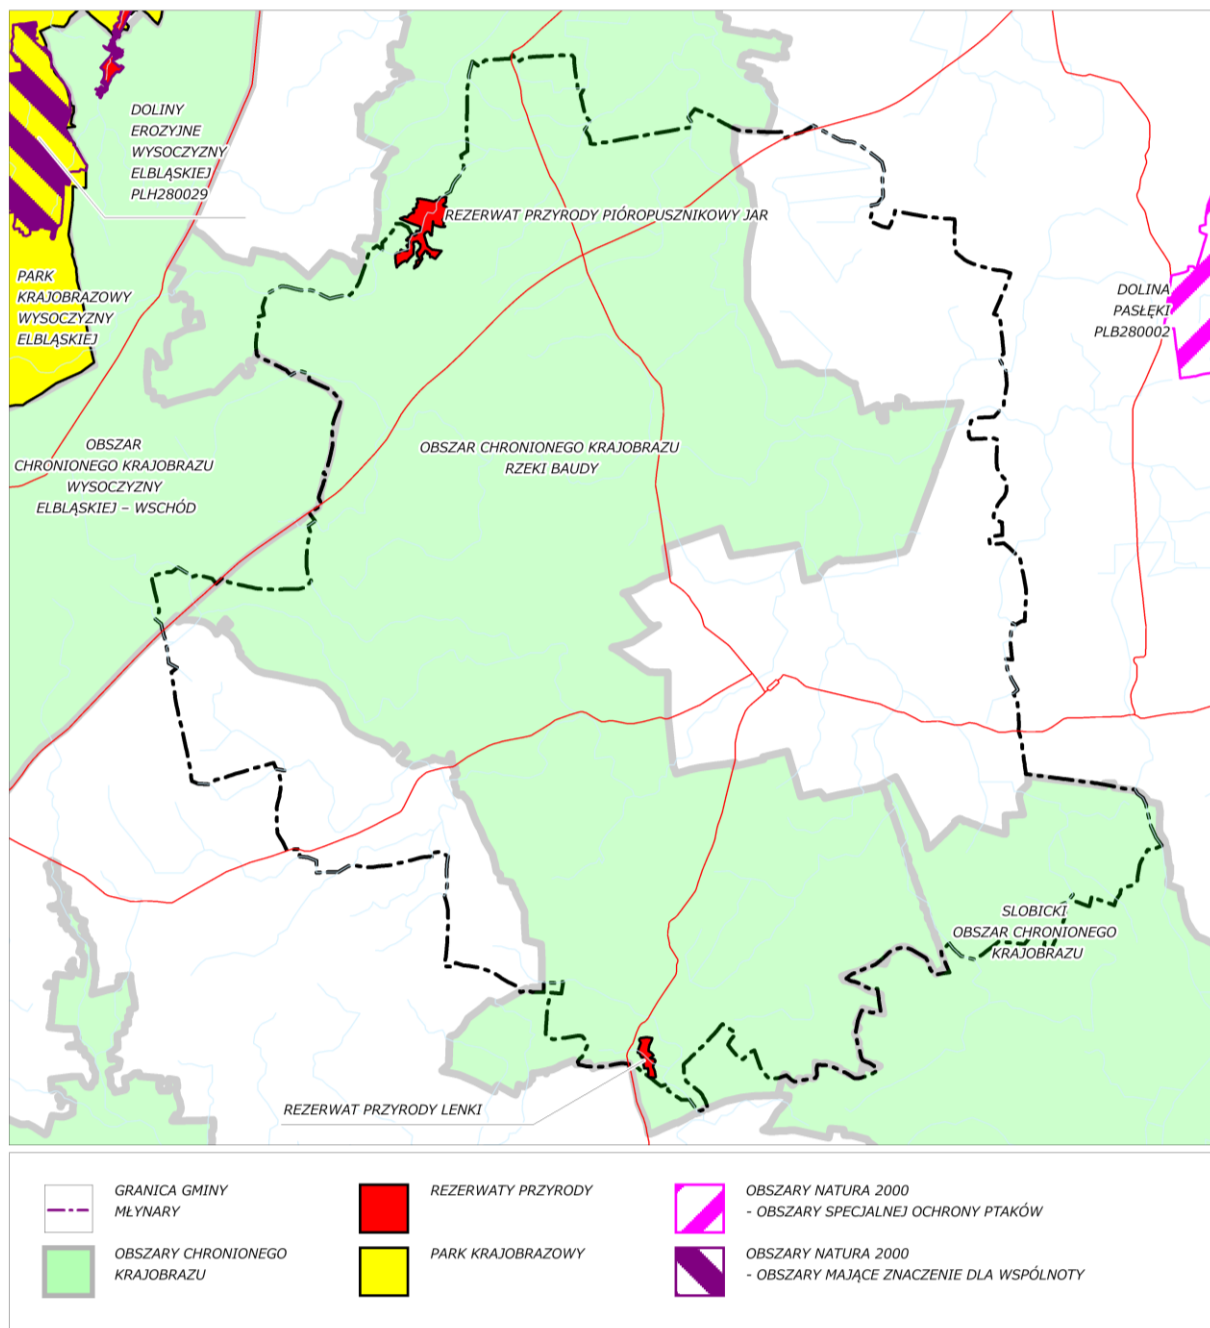 DOLINY
EROZYJNE
WYSOCZYZNY
ELBLĄSKIEJ
PLH280029
REZERWAT PRZYRODY PIÓROPUSZNIKOWY JAR
PARK
KRAJOBRAZOWY
WYSOCZYZNY
ELBLĄSKIEJ
DOLINA
PASŁĘKI
PLB280002
OBSZAR
CHRONIONEGO KRAJOBRAZU
WYSOCZYZNY
ELBLĄSKIEJ – WSCHÓD
OBSZAR CHRONIONEGO KRAJOBRAZU
RZEKI BAUDY
SLOBICKI
OBSZAR CHRONIONEGO
KRAJOBRAZU
REZERWAT PRZYRODY LENKI
GRANICA GMINY
MŁYNARY
OBSZARY CHRONIONEGO
KRAJOBRAZU
REZERWATY PRZYRODY
PARK KRAJOBRAZOWY
OBSZARY NATURA 2000
- OBSZARY SPECJALNEJ OCHRONY PTAKÓW
OBSZARY NATURA 2000
- OBSZARY MAJĄCE ZNACZENIE DLA WSPÓLNOTY